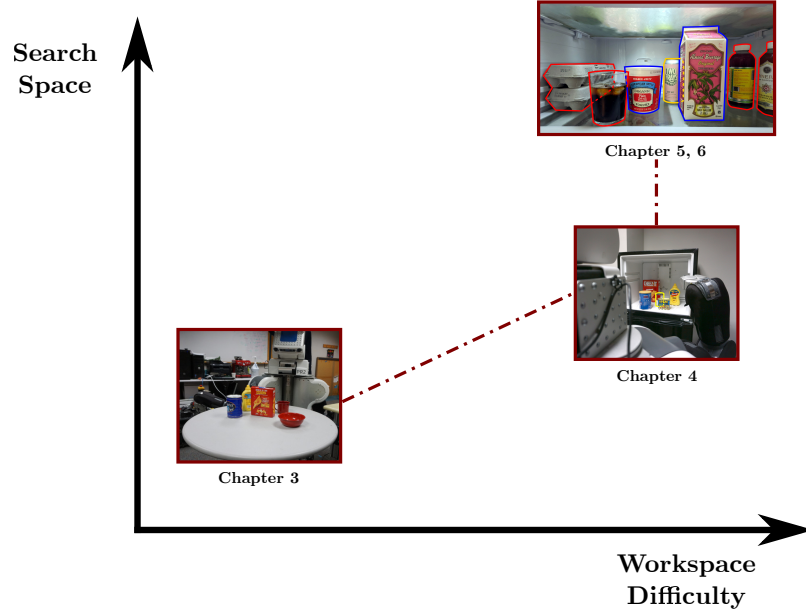 Search
Space
Chapter 5, 6
Chapter 4
Chapter 3
Workspace
Difficulty